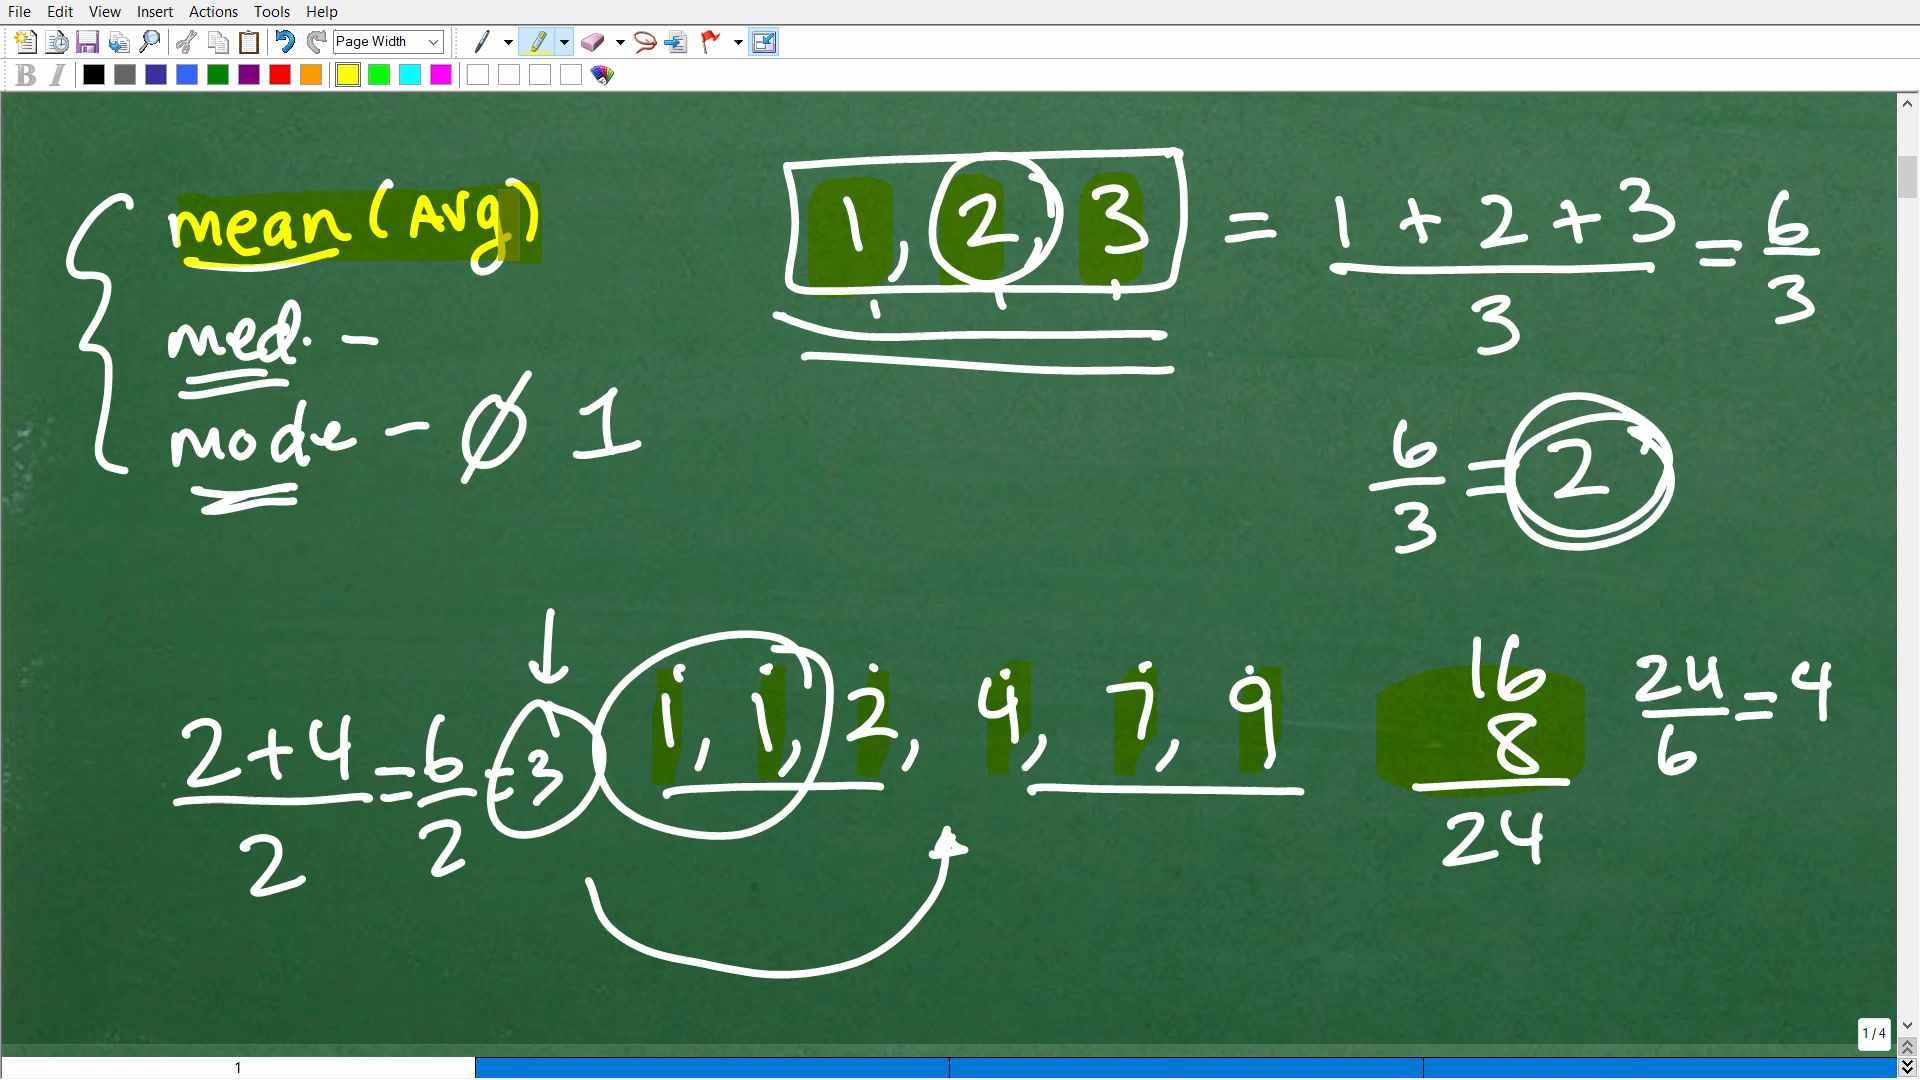 File Edit View Insert Actions Tools Help
Page Width
B I
mean (Avg)
med. -
mode - Ø 1
1, 2, 3 = 1 + 2 + 3 / 3 = 6/3
6/3 = 2
2+4/2 = 6/2 = 3
1, 1, 2, 4, 7, 9
16
8
24
24/6 = 4
1 / 4
1